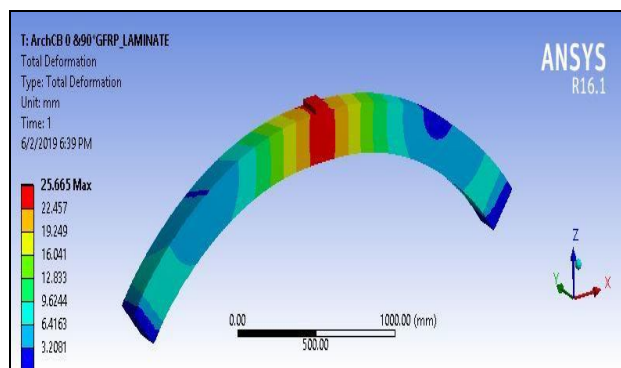 T: ArchCB 0 &90°GFRP_LAMINATE
Total Deformation
Type: Total Deformation
Unit: mm
Time: 1
6/2/2019 6:39 PM
ANSYS
R16.1
25.665 Max
22.457
19.249
16.041
12.833
9.6244
6.4163
3.2081
0.00
1000.00 (mm)
500.00
Z
Y
X